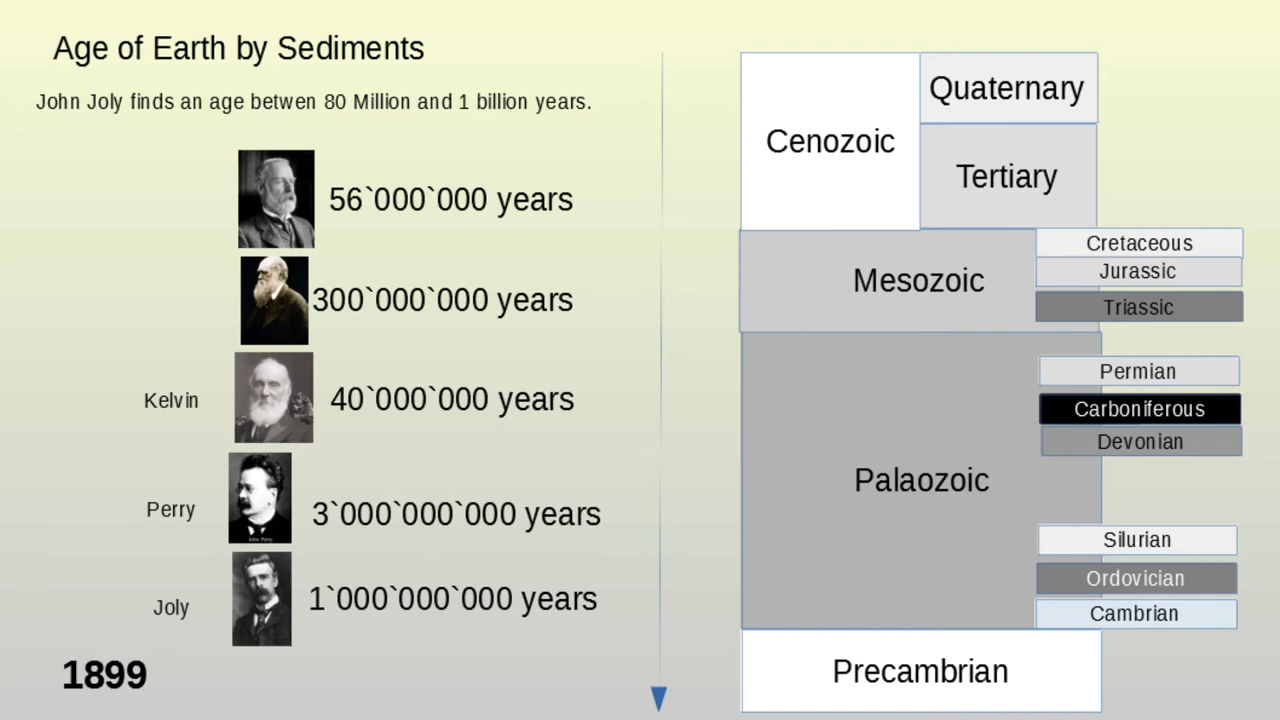 Age of Earth by Sediments
John Joly finds an age betwen 80 Million and 1 billion years.
56`000`000 years
300`000`000 years
Kelvin
40`000`000 years
Perry
John Perry
3`000`000`000 years
Joly
1`000`000`000 years
1899
Cenozoic
Quaternary
Tertiary
Mesozoic
Cretaceous
Jurassic
Triassic
Palaozoic
Permian
Carboniferous
Devonian
Silurian
Ordovician
Cambrian
Precambrian